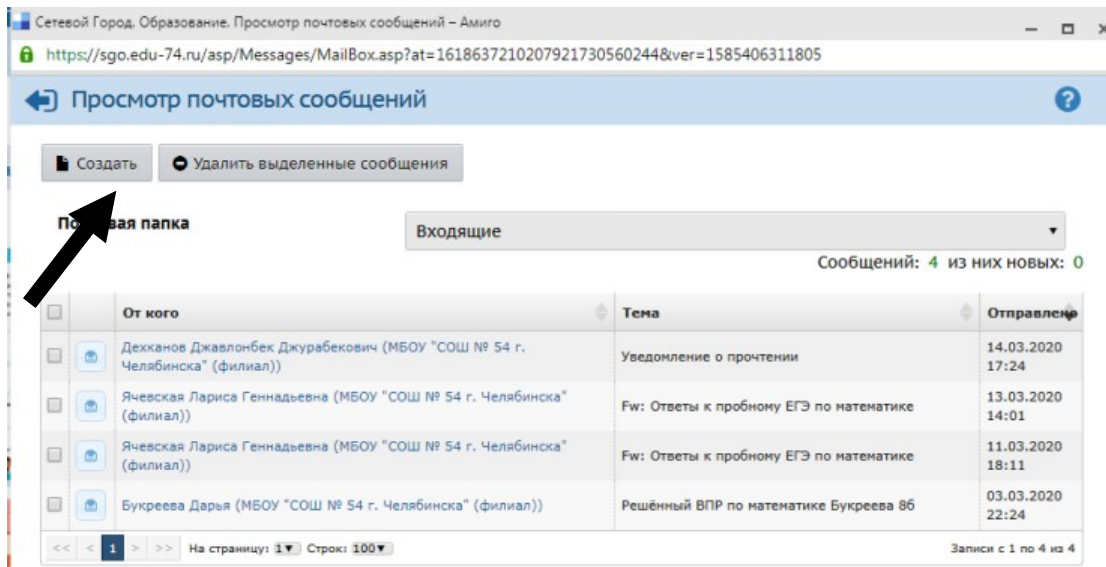 Сетевой Город. Образование. Просмотр почтовых сообщений – Амиго
https://sgo.edu-74.ru/asp/Messages/MailBox.asp?at=161863721020792173056​0244&ver=1585406311805
Просмотр почтовых сообщений ?
Создать Удалить выделенные сообщения
папка
Входящие
Сообщений: 4 из них новых: 0
От кого Тема Отправлено
Дехканов Джавлонбек Джурабекович (МБОУ "СОШ № 54 г. Челябинска" (филиал)) Уведомление о прочтении 14.03.2020 17:24
Ячевская Лариса Геннадьевна (МБОУ "СОШ № 54 г. Челябинска" (филиал)) Fw: Ответы к пробному ЕГЭ по математике 13.03.2020 14:01
Ячевская Лариса Геннадьевна (МБОУ "СОШ № 54 г. Челябинска" (филиал)) Fw: Ответы к пробному ЕГЭ по математике 11.03.2020 18:11
Букреева Дарья (МБОУ "СОШ № 54 г. Челябинска" (филиал)) Решённый ВПР по математике Букреева 8б 03.03.2020 22:24
<< < 1 > >> На страницу: 1 Строк: 100 Записи с 1 по 4 из 4